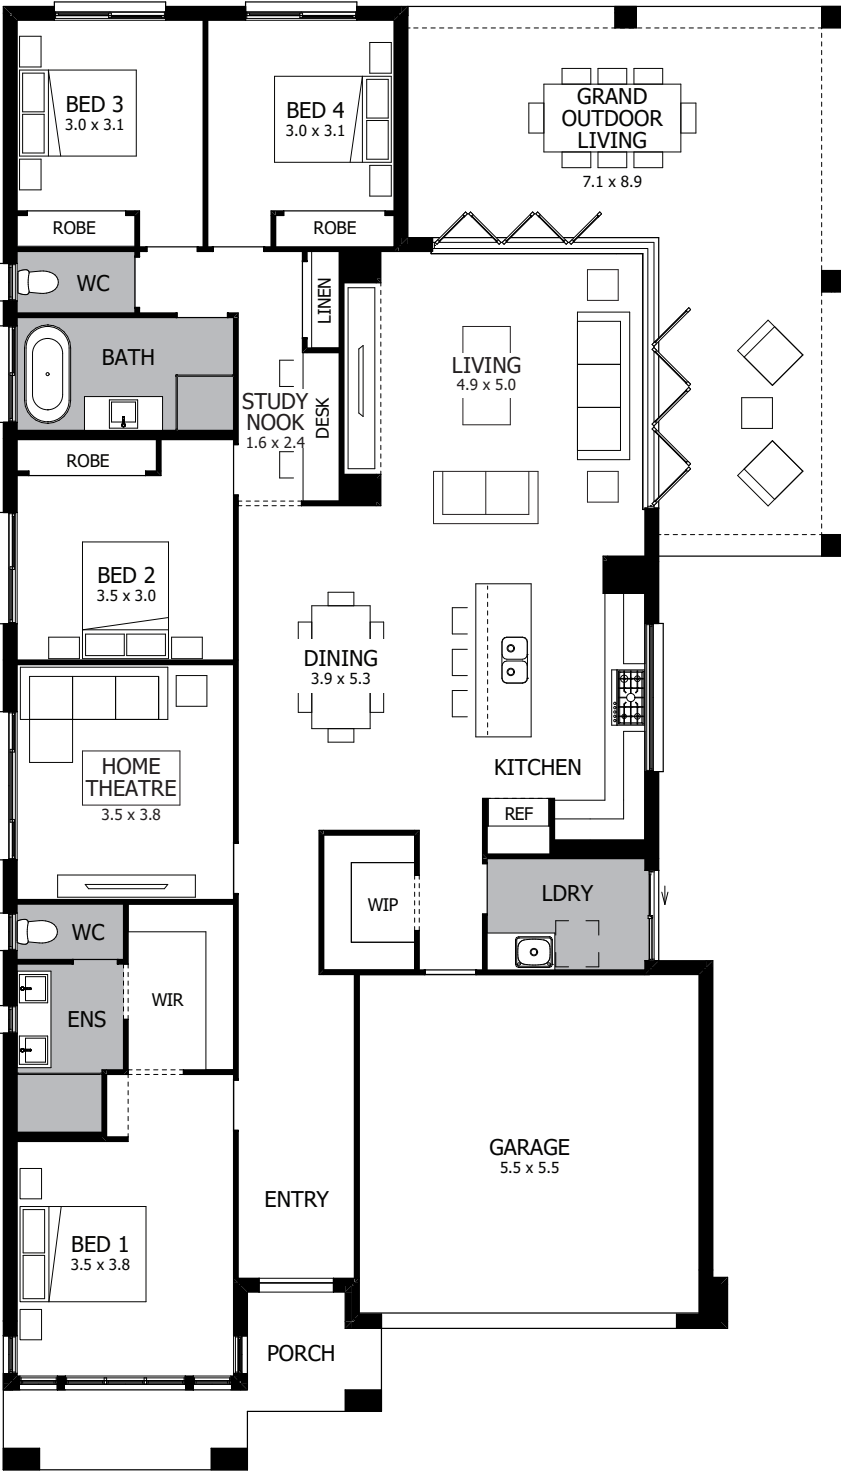 BED 3
3.0 x 3.1
BED 4
3.0 x 3.1
GRAND
OUTDOOR
LIVING
7.1 x 8.9
ROBE
ROBE
WC
LINEN
BATH
LIVING
4.9 x 5.0
STUDY
NOOK
1.6 x 2.4
DESK
ROBE
BED 2
3.5 x 3.0
DINING
3.9 x 5.3
HOME
THEATRE
3.5 x 3.8
KITCHEN
REF
WIP
LDRY
WC
WIR
ENS
GARAGE
5.5 x 5.5
ENTRY
BED 1
3.5 x 3.8
PORCH